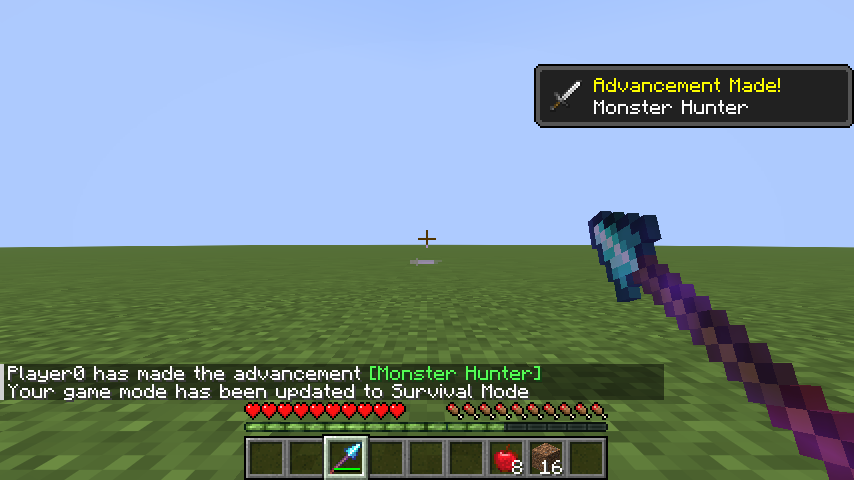 Advancement Made!
Monster Hunter
Player0 has made the advancement [Monster Hunter]
Your game mode has been updated to Survival Mode
8 16